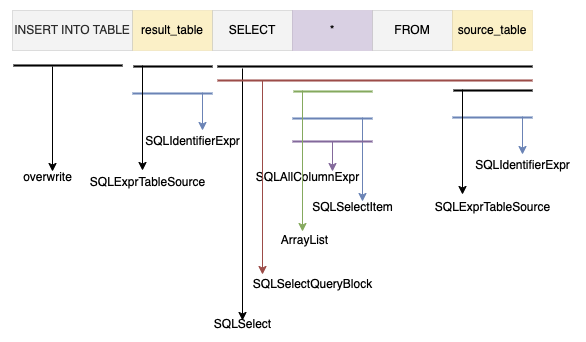 INSERT INTO TABLE result_table SELECT * FROM source_table
SQLIdentifierExpr
SQLIdentifierExpr
overwrite
SQLExprTableSource
SQLAllColumnExpr
SQLSelectItem
SQLExprTableSource
ArrayList
SQLSelectQueryBlock
SQLSelect